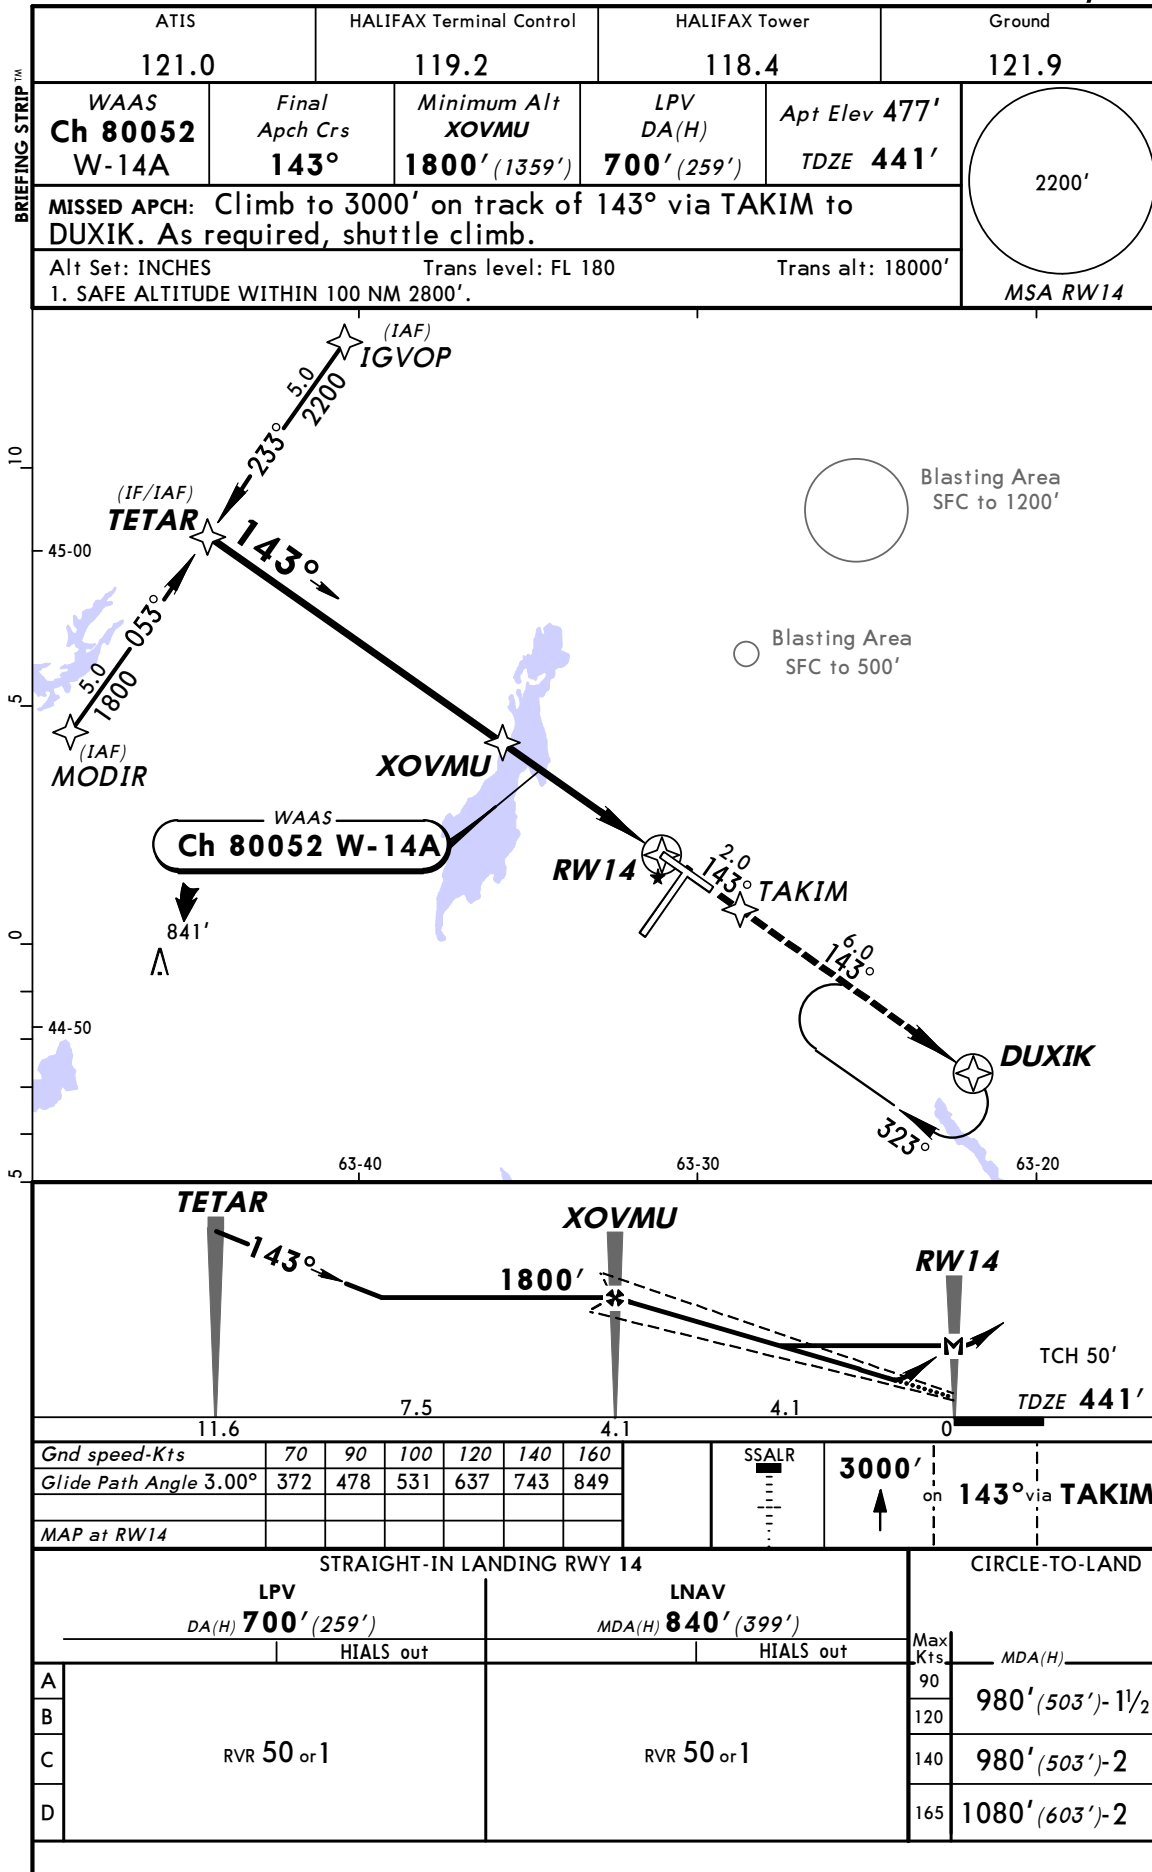 ATIS
121.0
HALIFAX Terminal Control
119.2
HALIFAX Tower
118.4
Ground
121.9
BRIEFING STRIP™
WAAS
Ch 80052
W-14A
Final
Apch Crs
143°
Minimum Alt
XOVMU
1800′ (1359′)
LPV
DA(H)
700′ (259′)
Apt Elev 477′
TDZE 441′
2200′
MSA RW14
MISSED APCH: Climb to 3000′ on track of 143° via TAKIM to
DUXIK. As required, shuttle climb.
Alt Set: INCHES Trans level: FL 180 Trans alt: 18000′
1. SAFE ALTITUDE WITHIN 100 NM 2800′.
(IAF)
IGVOP
5.0
2200
233°
10
(IF/IAF)
TETAR
143°
Blasting Area
SFC to 1200′
45-00
053°
5.0
1800
Blasting Area
SFC to 500′
5
(IAF)
MODIR
XOVMU
WAAS
Ch 80052 W-14A
RW14
2.0
143°
TAKIM
841′
0
6.0
143°
44-50
DUXIK
323°
5
63-40
63-30
63-20
TETAR
XOVMU
RW14
143°
1800′
TCH 50′
TDZE 441′
7.5
4.1
11.6
4.1
0
Gnd speed-Kts 70 90 100 120 140 160
Glide Path Angle 3.00° 372 478 531 637 743 849
MAP at RW14
SSALR
3000′
on 143° via TAKIM
STRAIGHT-IN LANDING RWY 14
CIRCLE-TO-LAND
LPV
DA(H) 700′ (259′)
HIALS out
LNAV
MDA(H) 840′ (399′)
HIALS out
Max
Kts
MDA(H)
A
B
C
D
RVR 50 or 1
RVR 50 or 1
90
120
980′ (503′)- 1½
140
980′ (503′)-2
165
1080′ (603′)-2